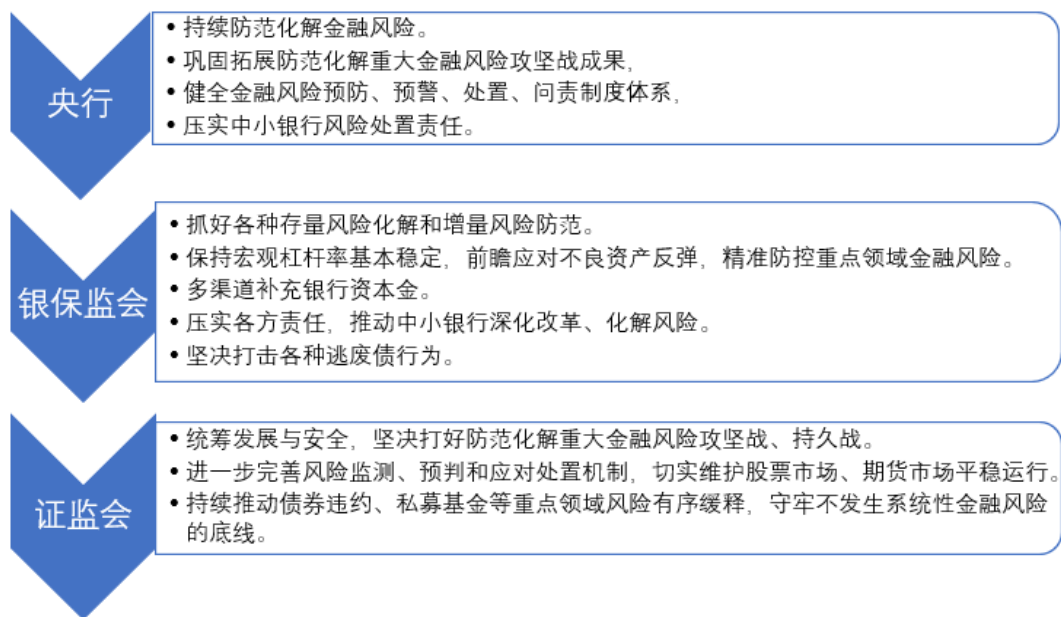 央行
• 持续防范化解金融风险。
• 巩固拓展防范化解重大金融风险攻坚战成果，
• 健全金融风险预防、预警、处置、问责制度体系，
• 压实中小银行风险处置责任。
银保监会
• 抓好各种存量风险化解和增量风险防范。
• 保持宏观杠杆率基本稳定，前瞻应对不良资产反弹，精准防控重点领域金融风险。
• 多渠道补充银行资本金。
• 压实各方责任，推动中小银行深化改革、化解风险。
• 坚决打击各种逃废债行为。
证监会
• 统筹发展与安全，坚决打好防范化解重大金融风险攻坚战、持久战。
• 进一步完善风险监测、预判和应对处置机制，切实维护股票市场、期货市场平稳运行。
• 持续推动债券违约、私募基金等重点领域风险有序缓释，守牢不发生系统性金融风险
的底线。